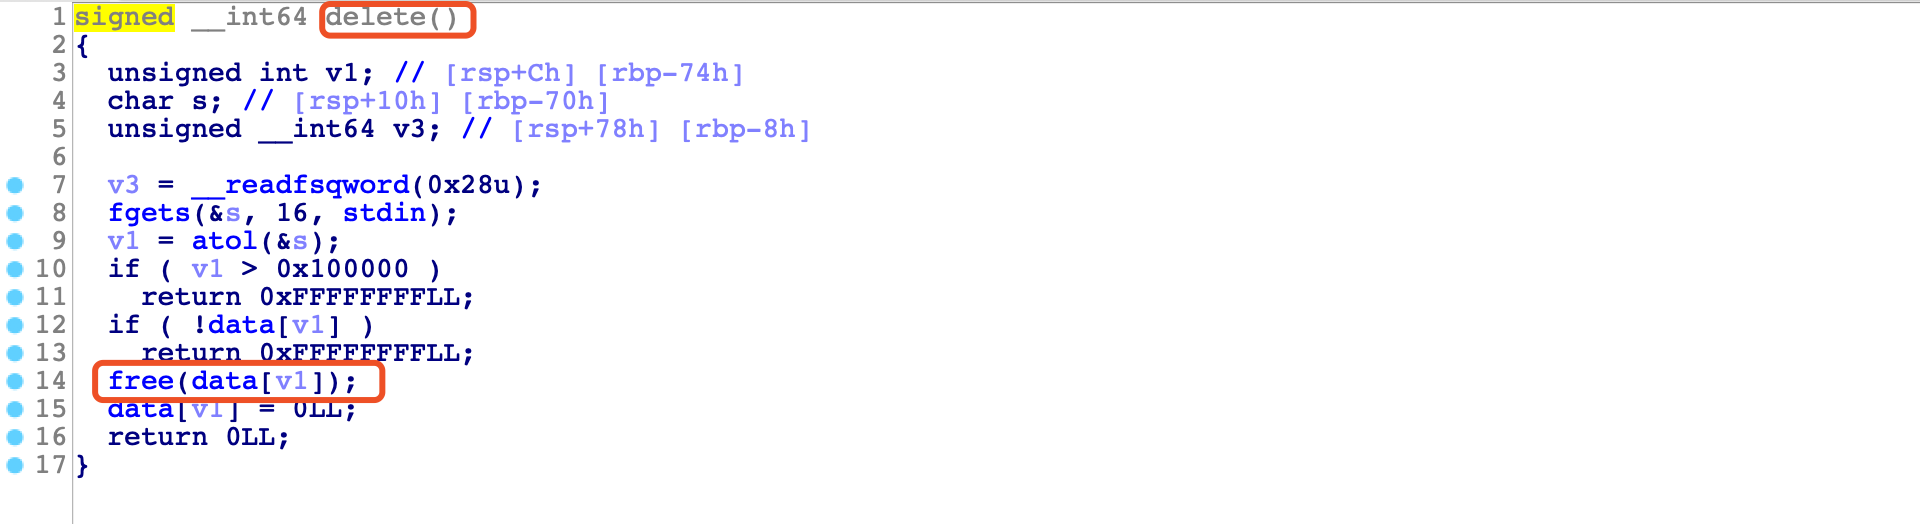 1 signed __int64 delete()
2 {
3 unsigned int v1; // [rsp+Ch] [rbp-74h]
4 char s; // [rsp+10h] [rbp-70h]
5 unsigned __int64 v3; // [rsp+78h] [rbp-8h]
6
7 v3 = __readfsqword(0x28u);
8 fgets(&s, 16, stdin);
9 v1 = atol(&s);
10 if ( v1 > 0x100000 )
11 return 0xFFFFFFFFLL;
12 if ( !data[v1] )
13 return 0xFFFFFFFFLL;
14 free(data[v1]);
15 data[v1] = 0LL;
16 return 0LL;
17 }